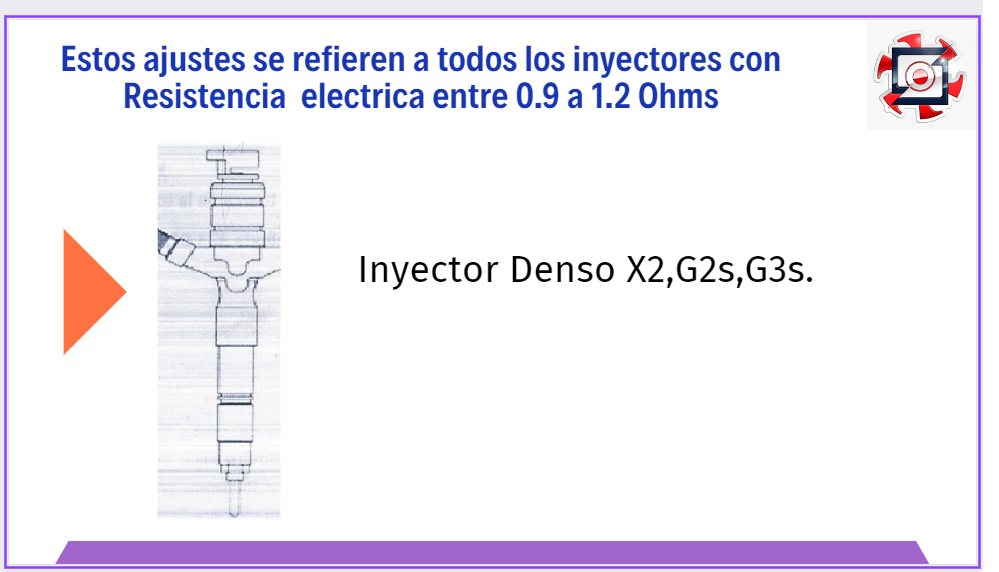 Estos ajustes se refieren a todos los inyectores con
Resistencia electrica entre 0.9 a 1.2 Ohms
Inyector Denso X2,G2s,G3s.